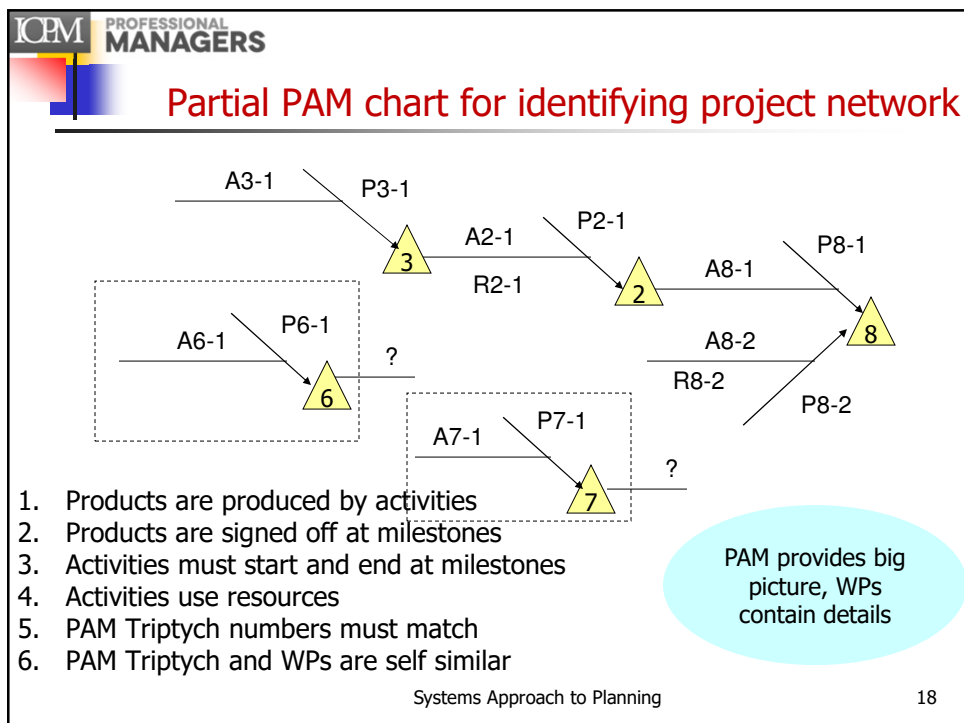 ICPM PROFESSIONAL
MANAGERS
Partial PAM chart for identifying project network
A3-1
P3-1
3
A2-1
R2-1
P2-1
2
A8-1
P8-1
8
A8-2
R8-2
P8-2
A6-1
P6-1
6
?
A7-1
P7-1
7
?
1. Products are produced by activities
2. Products are signed off at milestones
3. Activities must start and end at milestones
4. Activities use resources
5. PAM Triptych numbers must match
6. PAM Triptych and WPs are self similar
PAM provides big
picture, WPs
contain details
Systems Approach to Planning
18